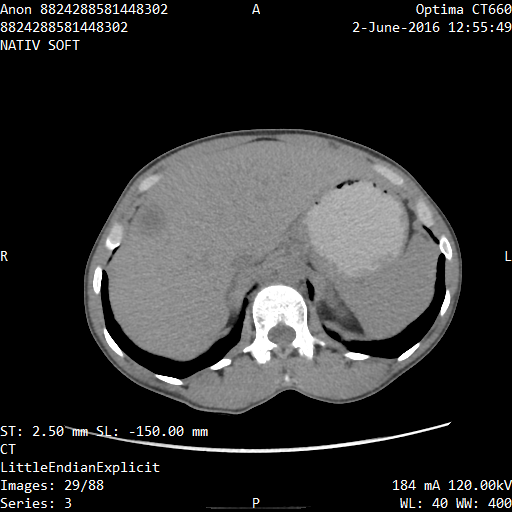 Anon 8824288581448302 A Optima CT660
8824288581448302 2-June-2016 12:55:49
NATIV SOFT
R L
ST: 2.50 mm SL: -150.00 mm
CT
LittleEndianExplicit
Images: 29/88 184 mA 120.00kV
Series: 3 P WL: 40 WW: 400